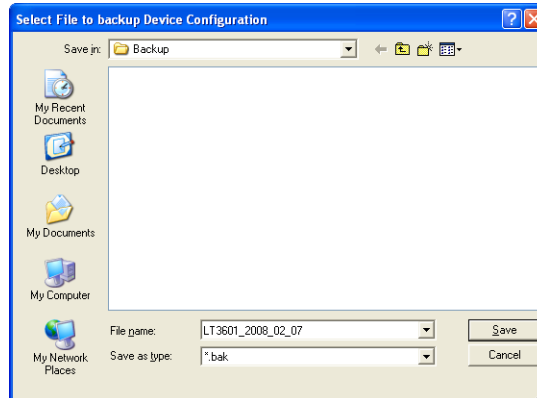 Select File to backup Device Configuration
Save in:
Backup
My Recent
Documents
Desktop
My Documents
My Computer
My Network
Places
File name:
LT3601_2008_02_07
Save
Save as type:
*.bak
Cancel